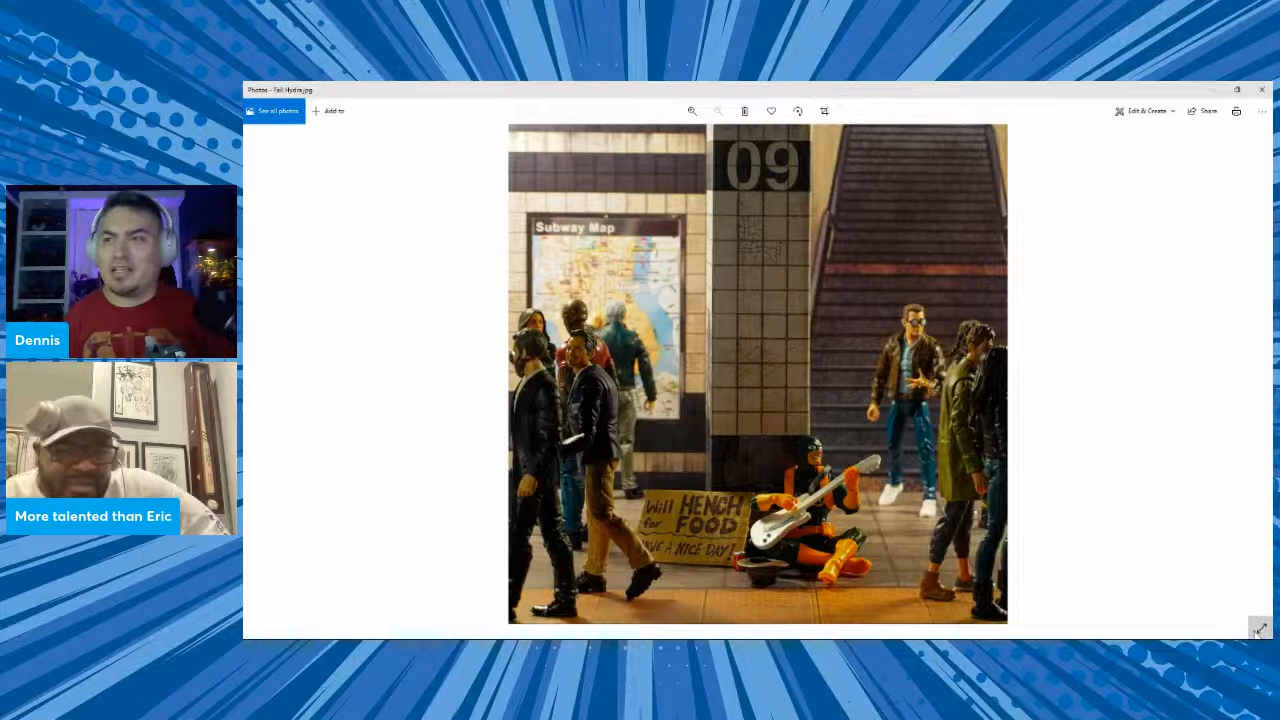 Photos - Fail Hydra.jpg
See all photos
Add to
Edit & Create
Share
09
Subway Map
Will HENCH
for FOOD
AVE A NICE DAY!
Dennis
More talented than Eric